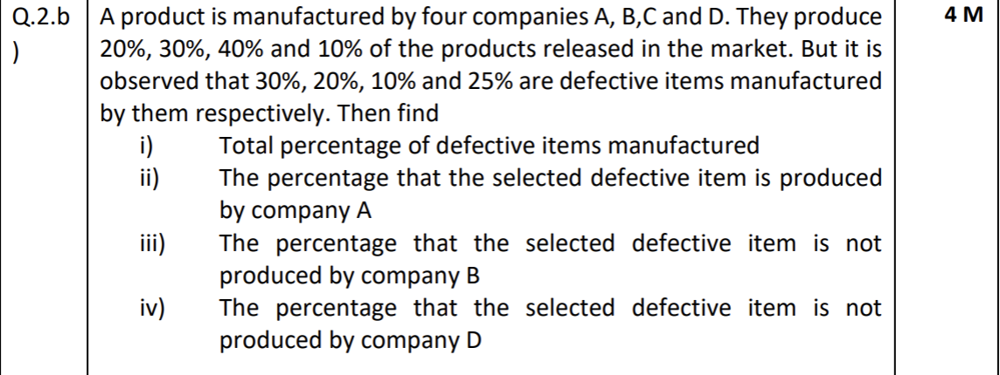 Q.2.b A product is manufactured by four companies A, B,C and D. They produce 4 M
) 20%, 30%, 40% and 10% of the products released in the market. But it is
observed that 30%, 20%, 10% and 25% are defective items manufactured
by them respectively. Then find
i) Total percentage of defective items manufactured
ii) The percentage that the selected defective item is produced
by company A
iii) The percentage that the selected defective item is not
produced by company B
iv) The percentage that the selected defective item is not
produced by company D